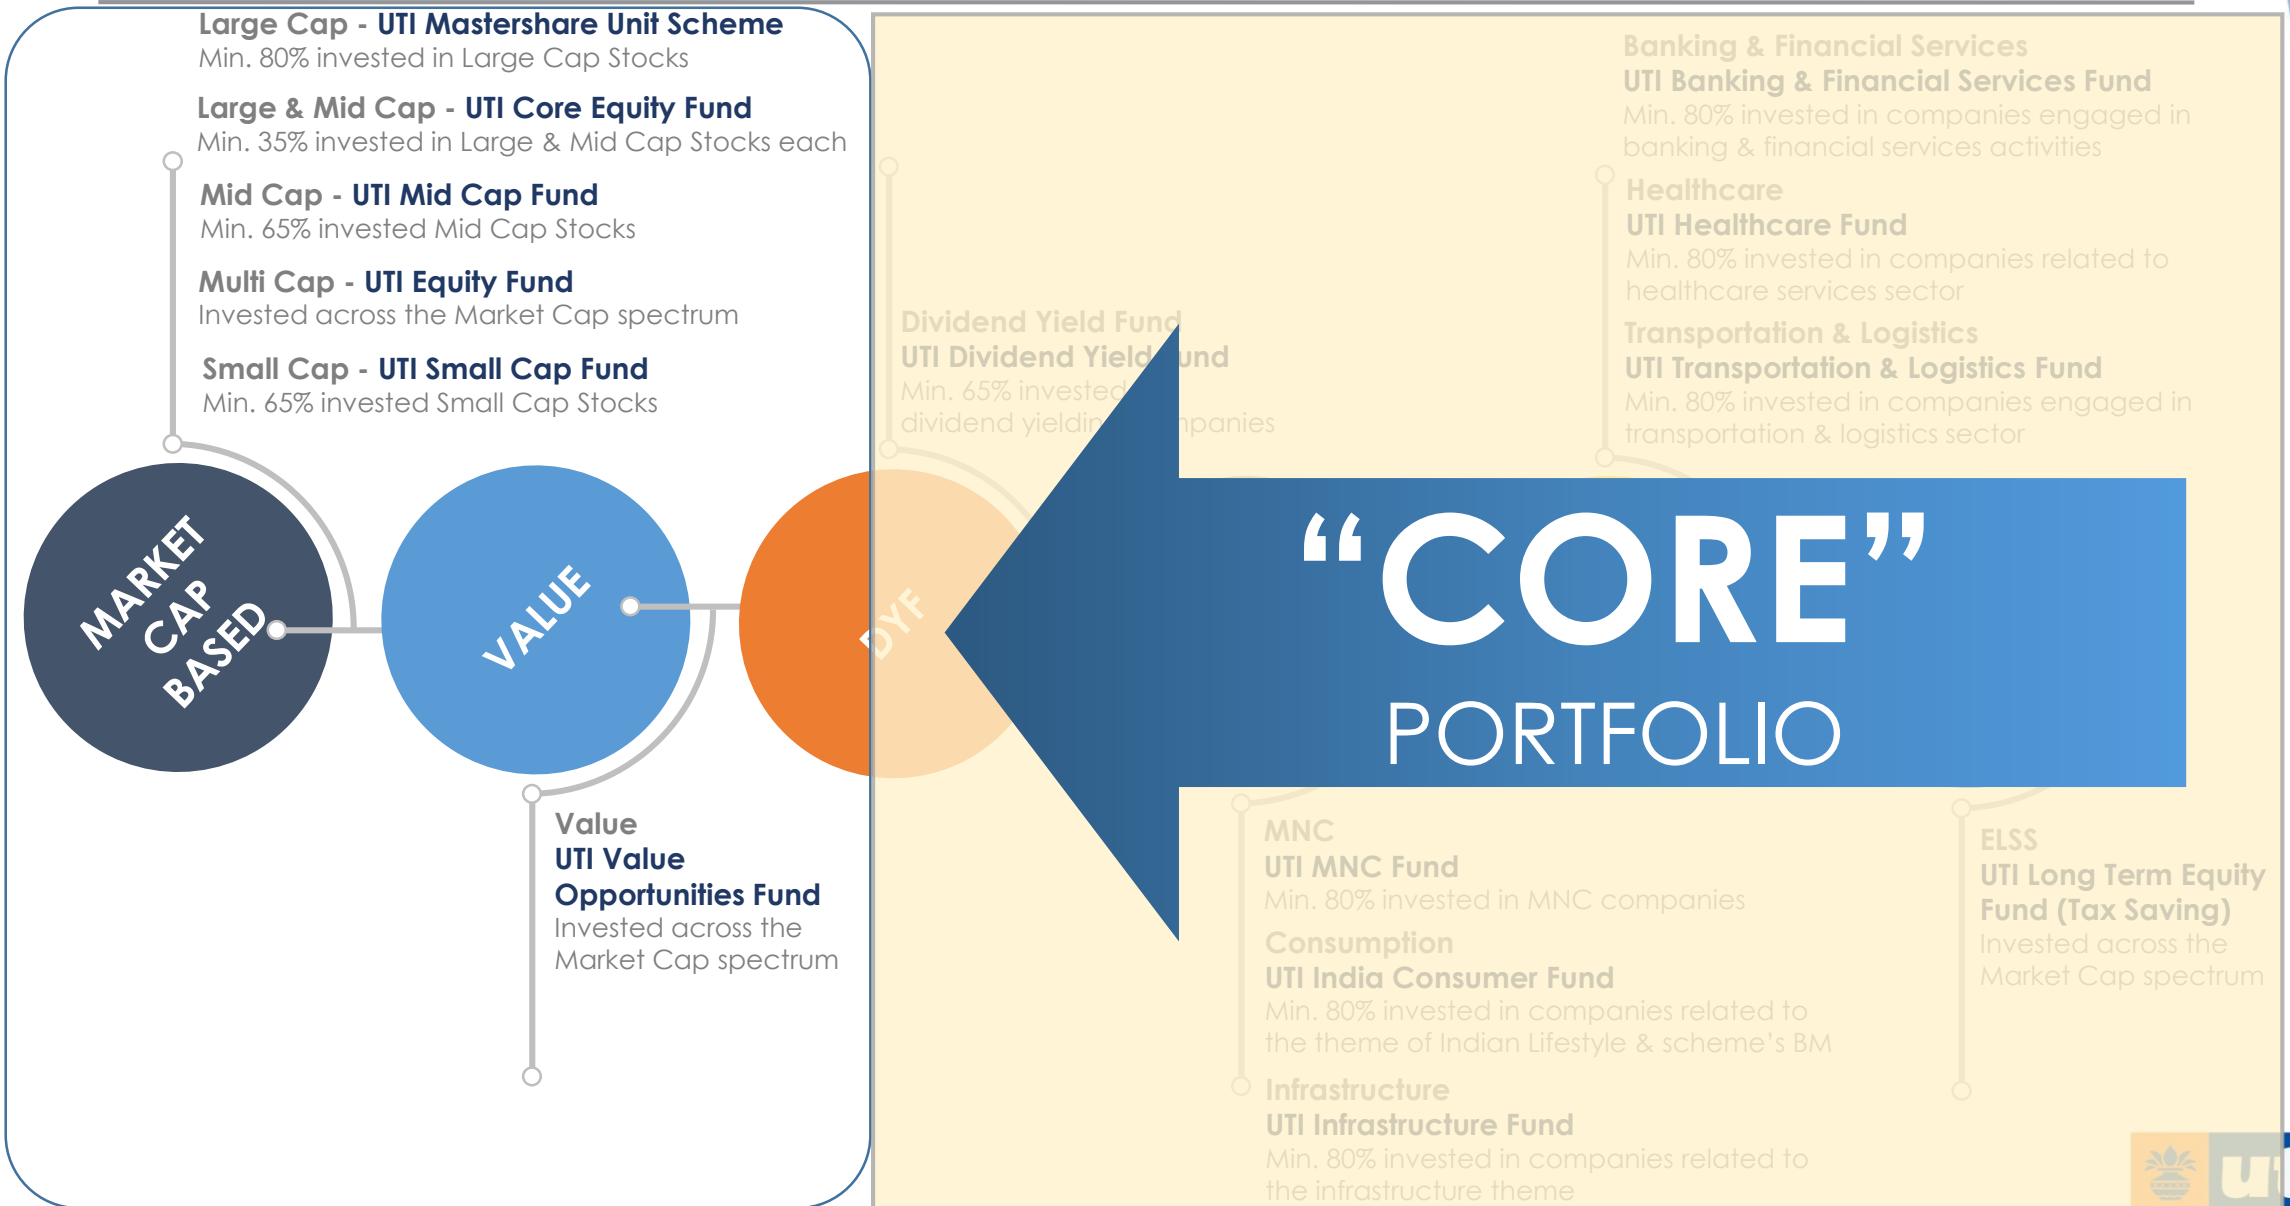 Large Cap - UTI Mastershare Unit Scheme
Min. 80% invested in Large Cap Stocks
Large & Mid Cap - UTI Core Equity Fund
Min. 35% invested in Large & Mid Cap Stocks each
Mid Cap - UTI Mid Cap Fund
Min. 65% invested Mid Cap Stocks
Multi Cap - UTI Equity Fund
Invested across the Market Cap spectrum
Small Cap - UTI Small Cap Fund
Min. 65% invested Small Cap Stocks
MARKET
CAP
BASED
VALUE
Value
UTI Value
Opportunities Fund
Invested across the
Market Cap spectrum
DYF
Dividend Yield Fund
UTI Dividend Yield
Min. 65% invested
dividend
“CORE”
PORTFOLIO
Banking & Financial Services
UTI Banking & Financial Services Fund
Min. 80% invested in companies engaged in
banking & financial services activities
Healthcare
UTI Healthcare Fund
Min. 80% invested in companies related to
healthcare services sector
Transportation & Logistics
UTI Transportation & Logistics Fund
Min. 80% invested in companies engaged in
transportation & logistics sector
MNC
UTI MNC Fund
Min. 80% invested in MNC companies
Consumption
UTI India Consumer Fund
Min. 80% invested in companies related to
the theme of Indian Lifestyle & scheme’s BM
Infrastructure
UTI Infrastructure Fund
Min. 80% invested in companies related to
the infrastructure theme
ELSS
UTI Long Term Equity
Fund (Tax Saving)
Invested across the
Market Cap spectrum